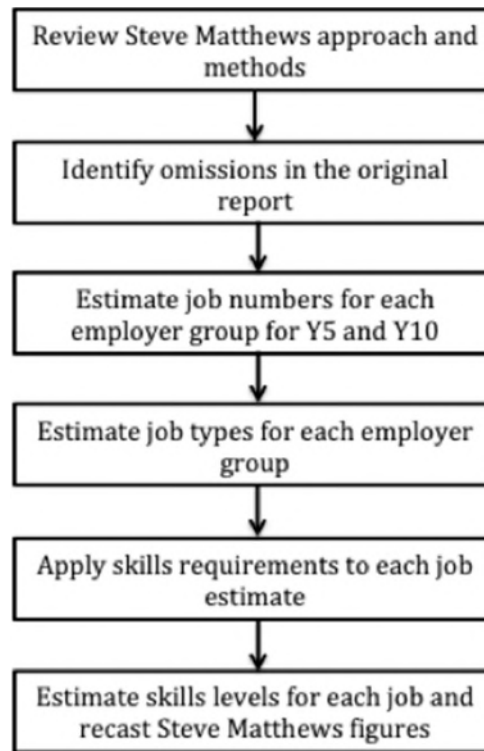 Review Steve Matthews approach and
methods
Identify omissions in the original
report
Estimate job numbers for each
employer group for Y5 and Y10
Estimate job types for each employer
group
Apply skills requirements to each job
estimate
Estimate skills levels for each job and
recast Steve Matthews figures